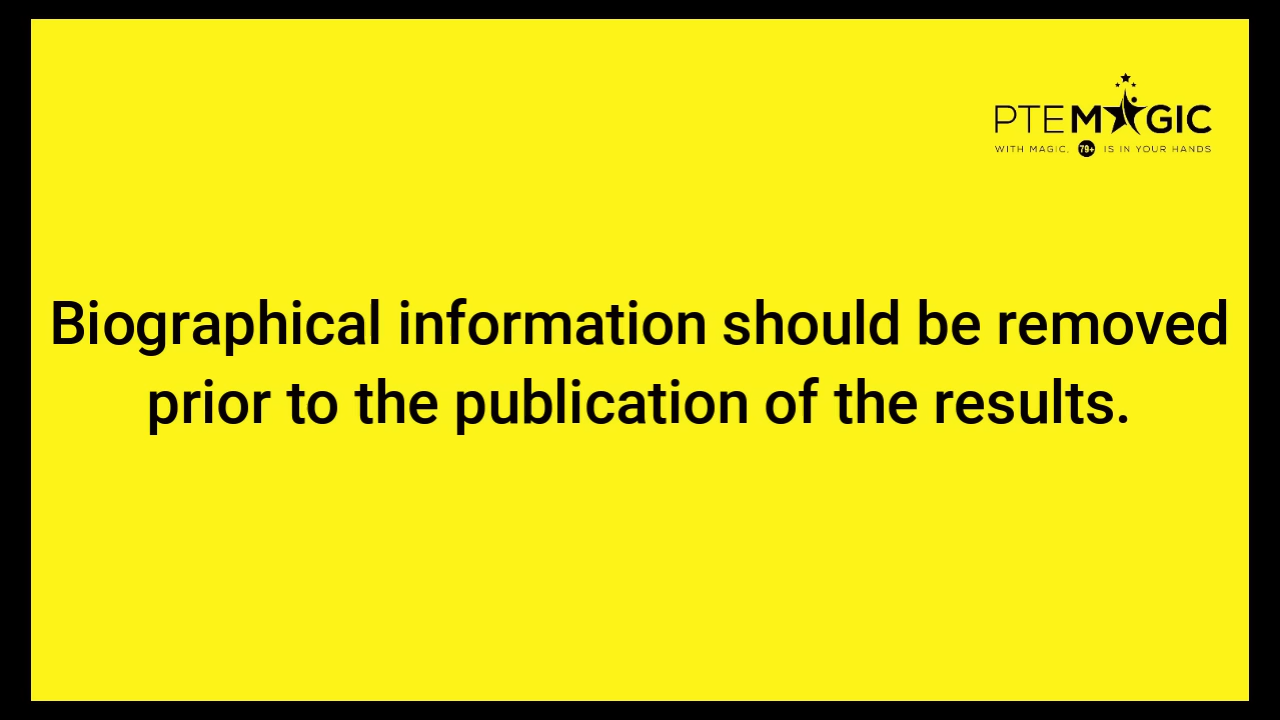 PTEMAGIC
WITH MAGIC, 79+ IS IN YOUR HANDS
Biographical information should be removed
prior to the publication of the results.